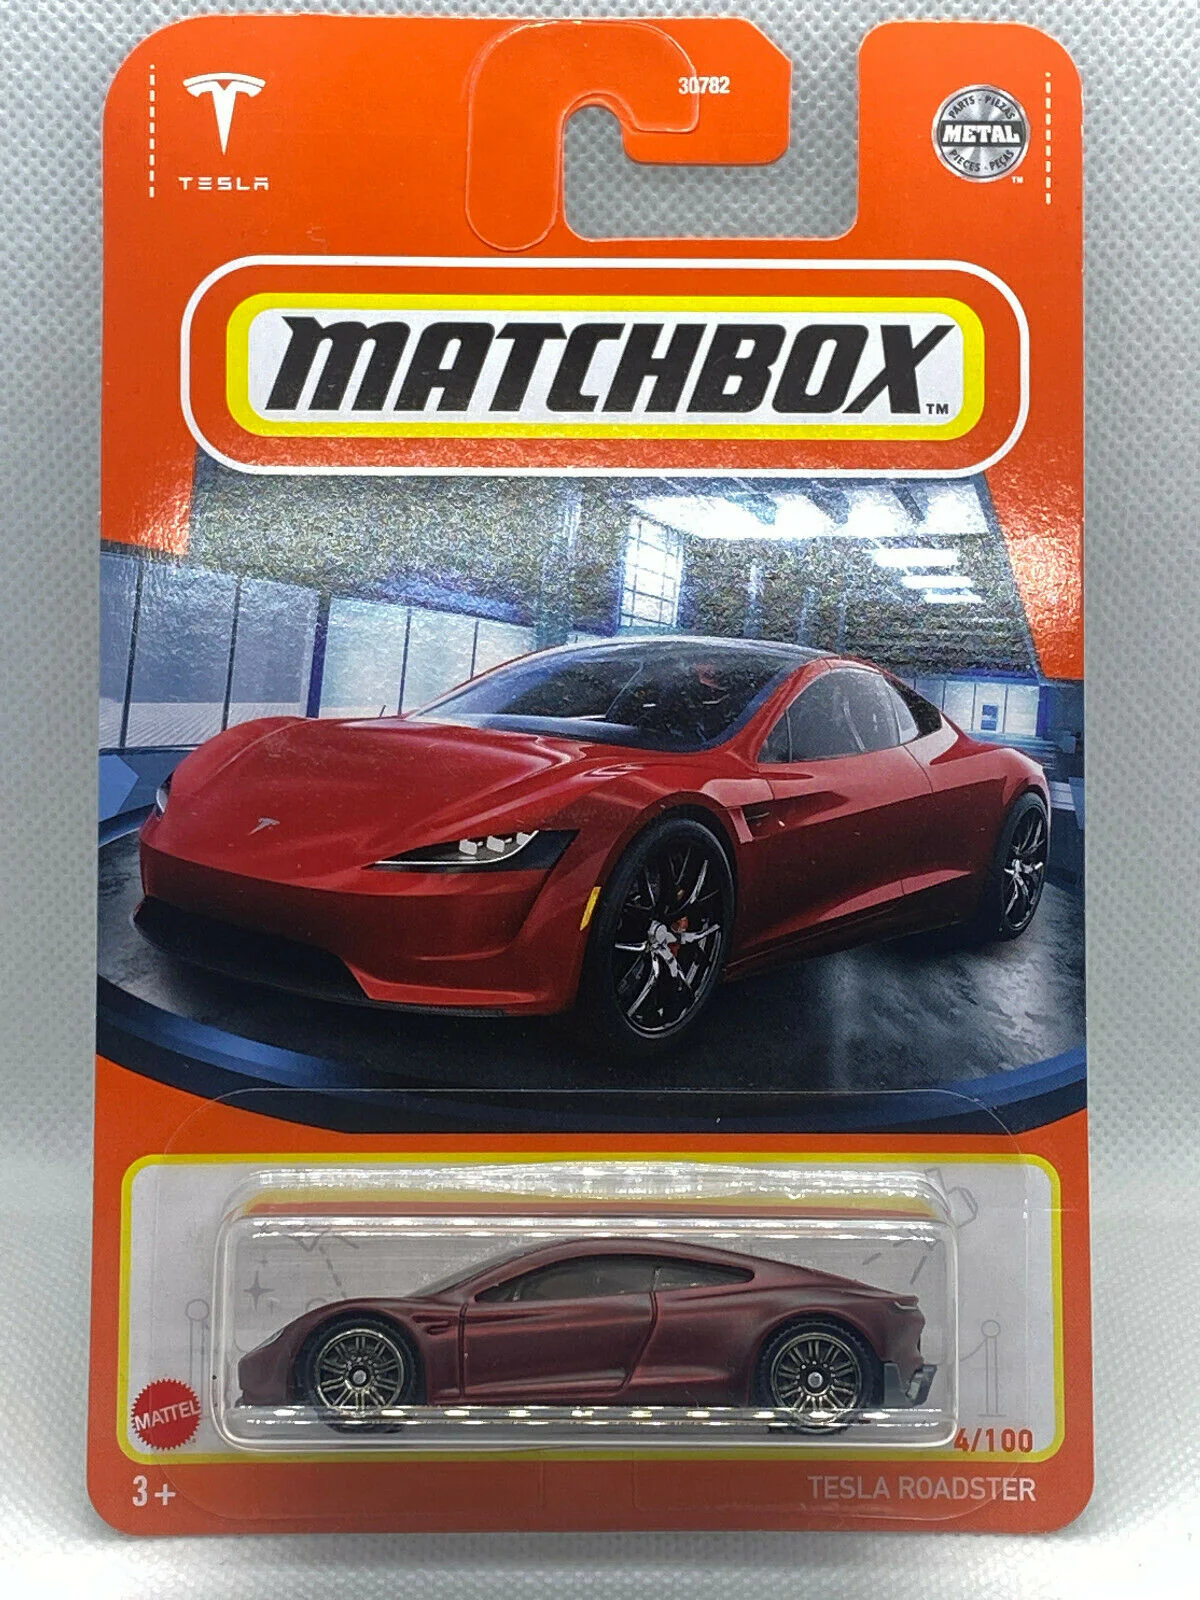 TESLA
30782
PARTS - PIEZAS
METAL
PIECES - PEÇAS
TM
MATCHBOX TM
MATTEL
4/100
3+
TESLA ROADSTER